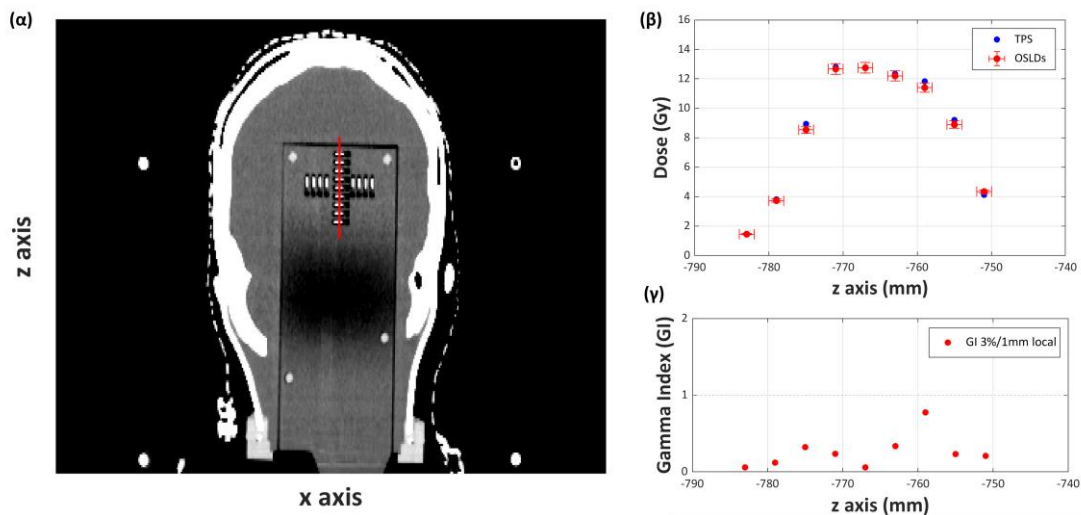 (α)
z axis
x axis
(β)
16
14
12
10
8
6
4
2
0
Dose (Gy)
TPS
OSLDs
-790 -780 -770 -760 -750 -740
z axis (mm)
(γ)
2
1
0
Gamma Index (GI)
GI 3%/1mm local
-790 -780 -770 -760 -750 -740
z axis (mm)